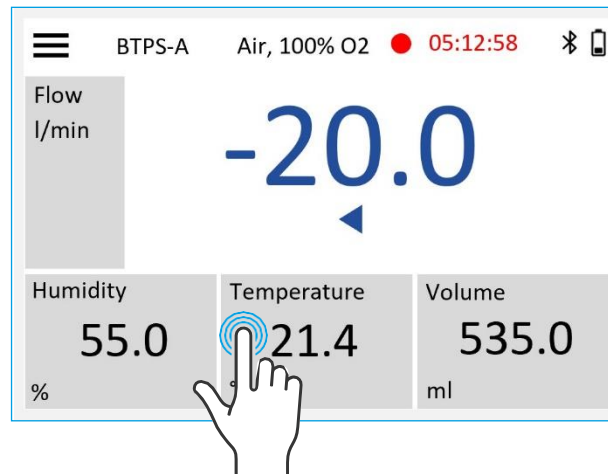 BTPS-A Air, 100% O2 05:12:58
Flow
l/min
-20.0
Humidity Temperature Volume
55.0 21.4 535.0
% ml